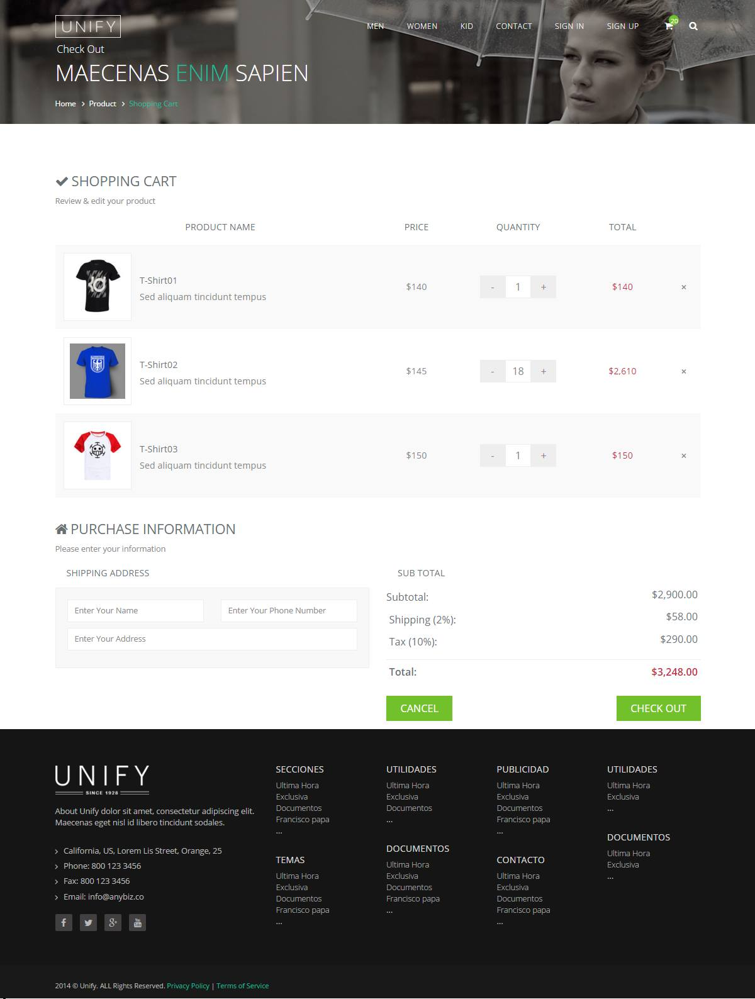 UNIFY
MEN WOMEN KID CONTACT SIGN IN SIGN UP 20
Check Out
MAECENAS ENIM SAPIEN
Home > Product > Shopping Cart
SHOPPING CART
Review & edit your product
PRODUCT NAME PRICE QUANTITY TOTAL
T-Shirt01
Sed aliquam tincidunt tempus
$140 - 1 + $140 ×
T-Shirt02
Sed aliquam tincidunt tempus
$145 - 18 + $2,610 ×
T-Shirt03
Sed aliquam tincidunt tempus
$150 - 1 + $150 ×
PURCHASE INFORMATION
Please enter your information
SHIPPING ADDRESS
Enter Your Name Enter Your Phone Number
Enter Your Address
SUB TOTAL
Subtotal: $2,900.00
Shipping (2%): $58.00
Tax (10%): $290.00
Total: $3,248.00
CANCEL CHECK OUT
UNIFY
SINCE 1928
About Unify dolor sit amet, consectetur adipiscing elit.
Maecenas eget nisl id libero tincidunt sodales.
California, US, Lorem Lis Street, Orange, 25
Phone: 800 123 3456
Fax: 800 123 3456
Email: info@anybiz.co
SECCIONES
Ultima Hora
Exclusiva
Documentos
Francisco papa
...
TEMAS
Ultima Hora
Exclusiva
Documentos
Francisco papa
...
UTILIDADES
Ultima Hora
Exclusiva
Documentos
...
DOCUMENTOS
Ultima Hora
Exclusiva
Documentos
Francisco papa
...
PUBLICIDAD
Ultima Hora
Exclusiva
Documentos
Francisco papa
...
CONTACTO
Ultima Hora
Exclusiva
Documentos
Francisco papa
...
UTILIDADES
Ultima Hora
Exclusiva
...
DOCUMENTOS
Ultima Hora
Exclusiva
...
2014 © Unify. ALL Rights Reserved. Privacy Policy | Terms of Service